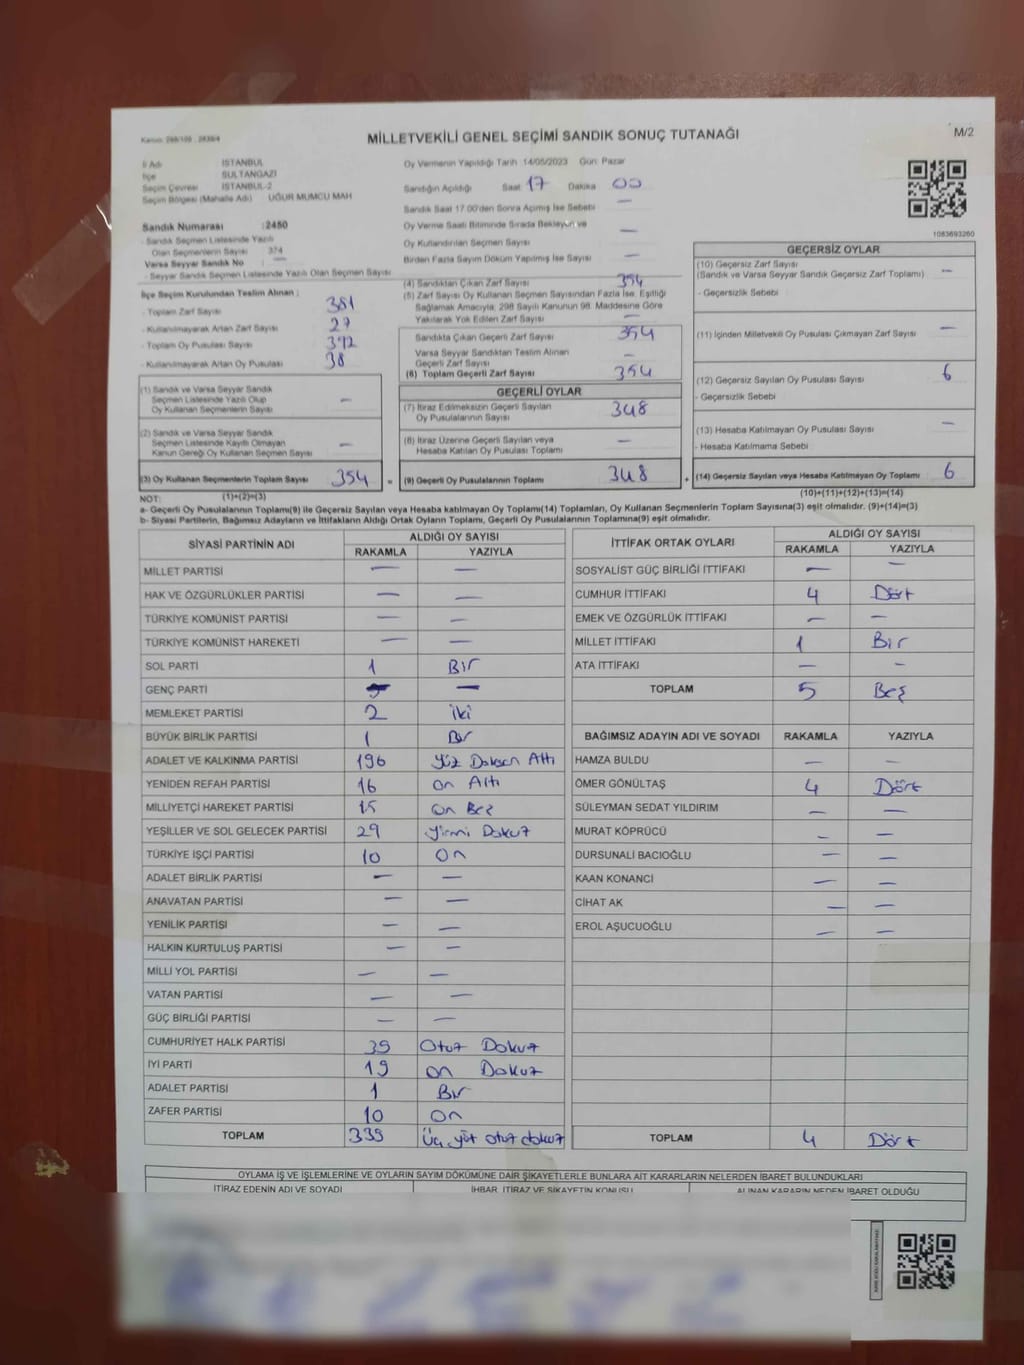 MİLLETVEKİLİ GENEL SEÇİMİ SANDIK SONUÇ TUTANAĞI
M/2
İl Adı İSTANBUL
İlçe SULTANGAZİ
Seçim Çevresi İSTANBUL-2
Seçim Bölgesi (Mahalle Adı) UĞUR MUMCU MAH
Sandık Numarası :2450
- Sandık Seçmen Listesinde Yazılı
Olan Seçmenlerin Sayısı 374
Varsa Seyyar Sandık No : —
- Seyyar Sandık Seçmen Listesinde Yazılı Olan Seçmen Sayısı
İlçe Seçim Kurulundan Teslim Alınan :
- Toplam Zarf Sayısı 381
- Kullanılmayarak Artan Zarf Sayısı 27
- Toplam Oy Pusulası Sayısı 392
- Kullanılmayarak Artan Oy Pusulası 38
(1) Sandık ve Varsa Seyyar Sandık
Seçmen Listesinde Yazılı Olup
Oy Kullanan Seçmenlerin Sayısı —
(2) Sandık ve Varsa Seyyar Sandık
Seçmen Listesinde Kayıtlı Olmayan
Kanun Gereği Oy Kullanan Seçmen Sayısı —
(3) Oy Kullanan Seçmenlerin Toplam Sayısı 354
Oy Vermenin Yapıldığı Tarih 14/05/2023 Gün: Pazar
Sandığın Açıldığı Saat 17 Dakika 00
Sandık Saat 17.00'den Sonra Açılmış İse Sebebi —
Oy Verme Saati Bitiminde Sırada Bekleyen ve
Oy Kullandırılan Seçmen Sayısı —
Birden Fazla Sayım Döküm Yapılmış İse Sayısı —
(4) Sandıktan Çıkan Zarf Sayısı 354
(5) Zarf Sayısı Oy Kullanan Seçmen Sayısından Fazla İse, Eşitliği
Sağlamak Amacıyla; 298 Sayılı Kanunun 98. Maddesine Göre
Yakılarak Yok Edilen Zarf Sayısı —
Sandıkta Çıkan Geçerli Zarf Sayısı 354
Varsa Seyyar Sandıktan Teslim Alınan
Geçerli Zarf Sayısı —
(6) Toplam Geçerli Zarf Sayısı 354
GEÇERLİ OYLAR
(7) İtiraz Edilmeksizin Geçerli Sayılan
Oy Pusulalarının Sayısı 348
(8) İtiraz Üzerine Geçerli Sayılan veya
Hesaba Katılan Oy Pusulası Toplamı —
= (9) Geçerli Oy Pusulalarının Toplamı 348
1083693260
GEÇERSİZ OYLAR
(10) Geçersiz Zarf Sayısı
(Sandık ve Varsa Seyyar Sandık Geçersiz Zarf Toplamı) —
- Geçersizlik Sebebi
(11) İçinden Milletvekili Oy Pusulası Çıkmayan Zarf Sayısı —
(12) Geçersiz Sayılan Oy Pusulası Sayısı 6
- Geçersizlik Sebebi
(13) Hesaba Katılmayan Oy Pusulası Sayısı —
- Hesaba Katılmama Sebebi
+ (14) Geçersiz Sayılan veya Hesaba Katılmayan Oy Toplamı 6
NOT: (1)+(2)=(3) (10)+(11)+(12)+(13)=(14)
a- Geçerli Oy Pusulalarının Toplamı(9) ile Geçersiz Sayılan veya Hesaba katılmayan Oy Toplamı(14) Toplamları, Oy Kullanan Seçmenlerin Toplam Sayısına(3) eşit olmalıdır. (9)+(14)=(3)
b- Siyasi Partilerin, Bağımsız Adayların ve İttifakların Aldığı Ortak Oyların Toplamı, Geçerli Oy Pusulalarının Toplamına(9) eşit olmalıdır.
SİYASİ PARTİNİN ADI ALDIĞI OY SAYISI
RAKAMLA YAZIYLA
MİLLET PARTİSİ — —
HAK VE ÖZGÜRLÜKLER PARTİSİ — —
TÜRKİYE KOMÜNİST PARTİSİ — —
TÜRKİYE KOMÜNİST HAREKETİ — —
SOL PARTİ 1 Bir
GENÇ PARTİ —
MEMLEKET PARTİSİ 2 iki
BÜYÜK BİRLİK PARTİSİ 1 Bir
ADALET VE KALKINMA PARTİSİ 196 Yüz Doksan Altı
YENİDEN REFAH PARTİSİ 16 on Altı
MİLLİYETÇİ HAREKET PARTİSİ 15 on Beş
YEŞİLLER VE SOL GELECEK PARTİSİ 29 yirmi Dokuz
TÜRKİYE İŞÇİ PARTİSİ 10 On
ADALET BİRLİK PARTİSİ — —
ANAVATAN PARTİSİ — —
YENİLİK PARTİSİ — —
HALKIN KURTULUŞ PARTİSİ — —
MİLLİ YOL PARTİSİ — —
VATAN PARTİSİ — —
GÜÇ BİRLİĞİ PARTİSİ — —
CUMHURİYET HALK PARTİSİ 39 Otuz Dokuz
İYİ PARTİ 19 on Dokuz
ADALET PARTİSİ 1 Bir
ZAFER PARTİSİ 10 on
TOPLAM 339 Üç yüz otuz dokuz
İTTİFAK ORTAK OYLARI ALDIĞI OY SAYISI
RAKAMLA YAZIYLA
SOSYALİST GÜÇ BİRLİĞİ İTTİFAKI — —
CUMHUR İTTİFAKI 4 Dört
EMEK VE ÖZGÜRLÜK İTTİFAKI — —
MİLLET İTTİFAKI 1 Bir
ATA İTTİFAKI — —
TOPLAM 5 Beş
BAĞIMSIZ ADAYIN ADI VE SOYADI RAKAMLA YAZIYLA
HAMZA BULDU — —
ÖMER GÖNÜLTAŞ 4 Dört
SÜLEYMAN SEDAT YILDIRIM — —
MURAT KÖPRÜCÜ — —
DURSUNALİ BACIOĞLU — —
KAAN KONANCİ — —
CİHAT AK — —
EROL AŞUCUOĞLU — —
TOPLAM 4 Dört
OYLAMA İŞ VE İŞLEMLERİNE VE OYLARIN SAYIM DÖKÜMÜNE DAİR ŞİKAYETLERLE BUNLARA AİT KARARLARIN NELERDEN İBARET BULUNDUKLARI
İTİRAZ EDENİN ADI VE SOYADI İHBAR, İTİRAZ VE ŞİKAYETİN KONUSU ALINAN KARARIN NEDEN İBARET OLDUĞU